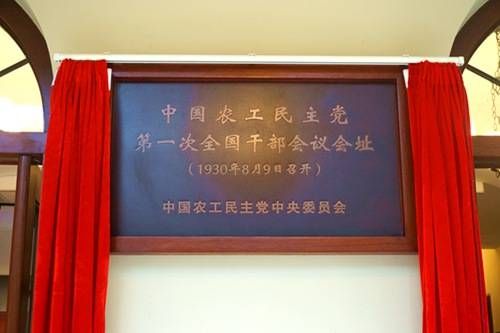 中国农工民主党
第一次全国干部会议会址
(1930年8月9日召开)
中国农工民主党中央委员会